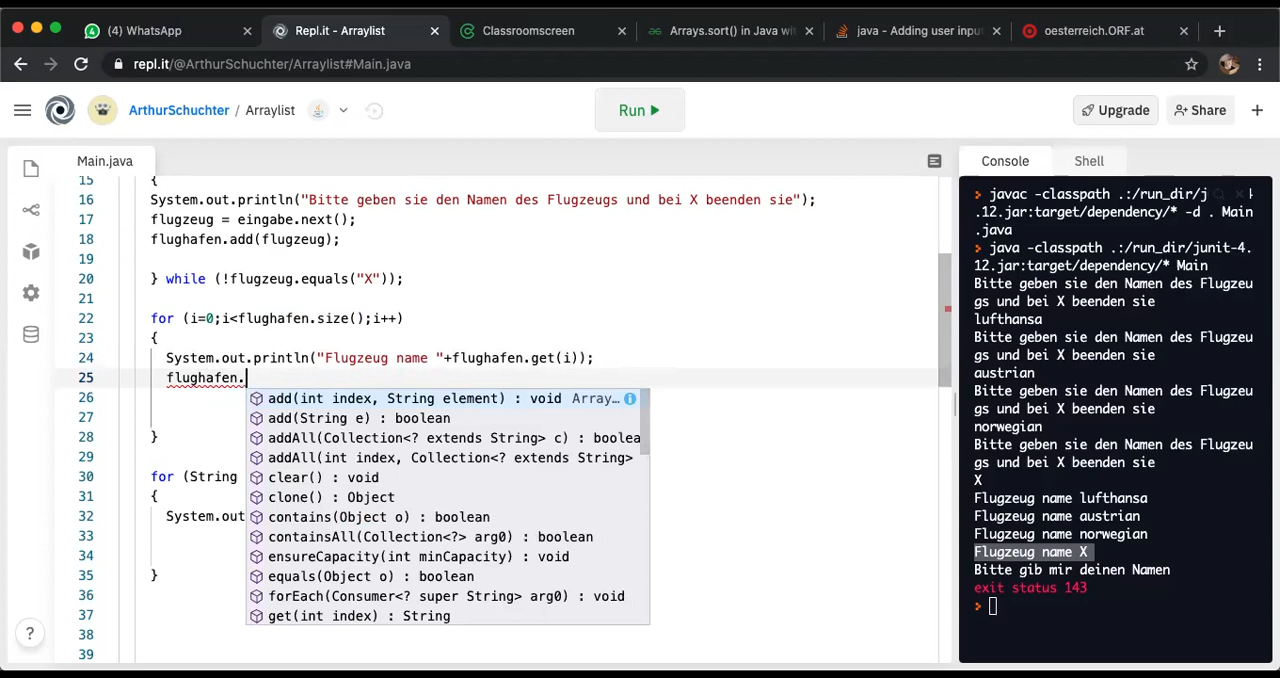 (4) WhatsApp
Repl.it - Arraylist
Classroomscreen
Arrays.sort() in Java wit
java - Adding user input
oesterreich.ORF.at
repl.it/@ArthurSchuchter/Arraylist#Main.java
ArthurSchuchter / Arraylist
Run
Upgrade
Share
Main.java
15 {
16 System.out.println("Bitte geben sie den Namen des Flugzeugs und bei X beenden sie");
17 flugzeug = eingabe.next();
18 flughafen.add(flugzeug);
19
20 } while (!flugzeug.equals("X"));
21
22 for (i=0;i<flughafen.size();i++)
23 {
24 System.out.println("Flugzeug name "+flughafen.get(i));
25 flughafen.
26
27
28 }
29
30 for (String
31 {
32 System.out
33
34
35 }
36
37
38
39
add(int index, String element) : void Array…
add(String e) : boolean
addAll(Collection<? extends String> c) : boolea
addAll(int index, Collection<? extends String>
clear() : void
clone() : Object
contains(Object o) : boolean
containsAll(Collection<?> arg0) : boolean
ensureCapacity(int minCapacity) : void
equals(Object o) : boolean
forEach(Consumer<? super String> arg0) : void
get(int index) : String
?
Console
Shell
javac -classpath .:/run_dir/j
.12.jar:target/dependency/* -d . Main
.java
java -classpath .:/run_dir/junit-4.
12.jar:target/dependency/* Main
Bitte geben sie den Namen des Flugzeu
gs und bei X beenden sie
lufthansa
Bitte geben sie den Namen des Flugzeu
gs und bei X beenden sie
austrian
Bitte geben sie den Namen des Flugzeu
gs und bei X beenden sie
norwegian
Bitte geben sie den Namen des Flugzeu
gs und bei X beenden sie
X
Flugzeug name lufthansa
Flugzeug name austrian
Flugzeug name norwegian
Flugzeug name X
Bitte gib mir deinen Namen
exit status 143